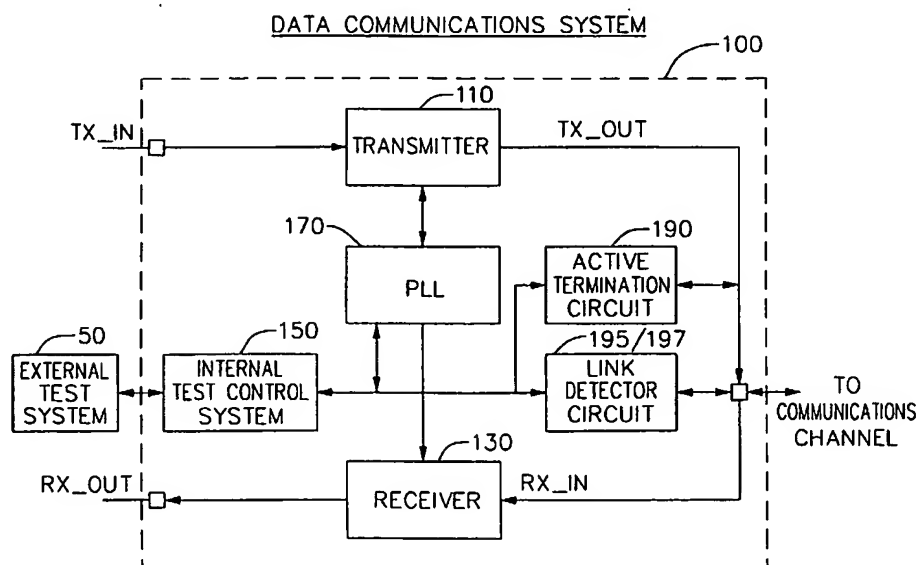 DATA COMMUNICATIONS SYSTEM
100
110
TX_IN
TRANSMITTER
TX_OUT
170
PLL
190
ACTIVE
TERMINATION
CIRCUIT
50
EXTERNAL
TEST
SYSTEM
150
INTERNAL
TEST CONTROL
SYSTEM
195/197
LINK
DETECTOR
CIRCUIT
TO
COMMUNICATIONS
CHANNEL
130
RX_OUT
RECEIVER
RX_IN